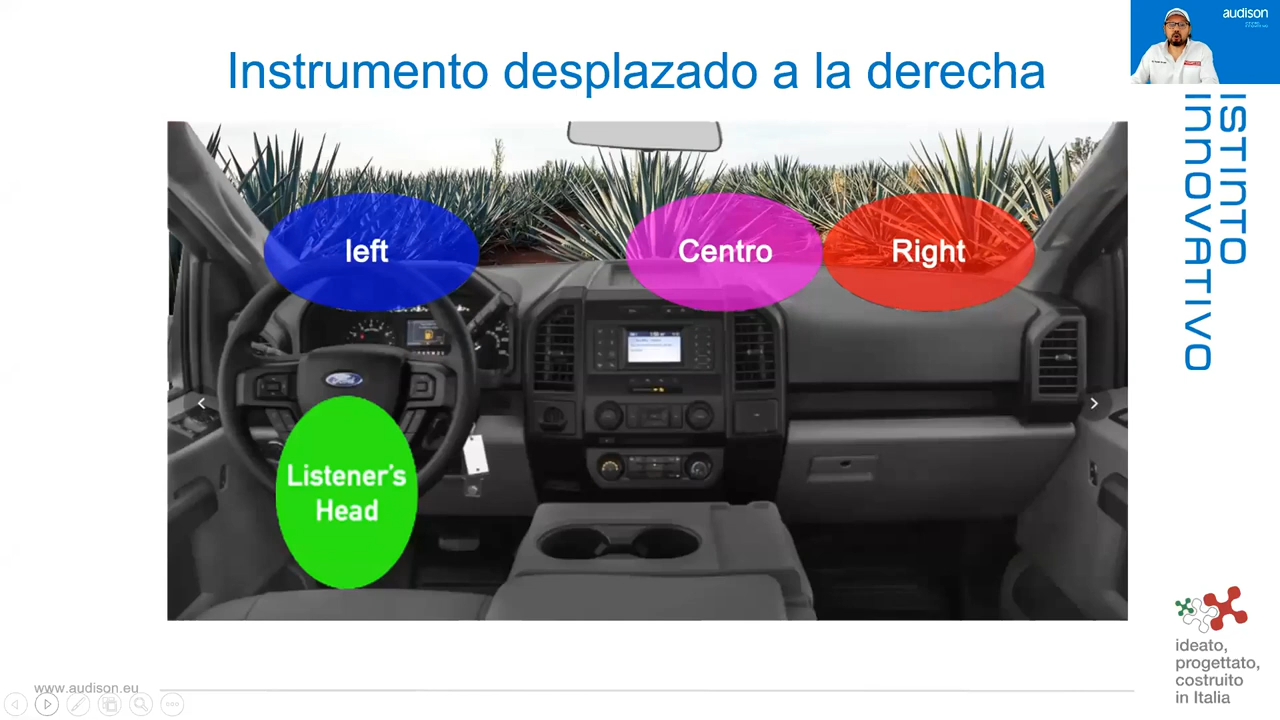 Instrumento desplazado a la derecha
audison
ISTINTO
INNOVATIVO
left
Centro
Right
Ford
Listener's
Head
ideato,
progettato,
costruito
in Italia
www.audison.eu